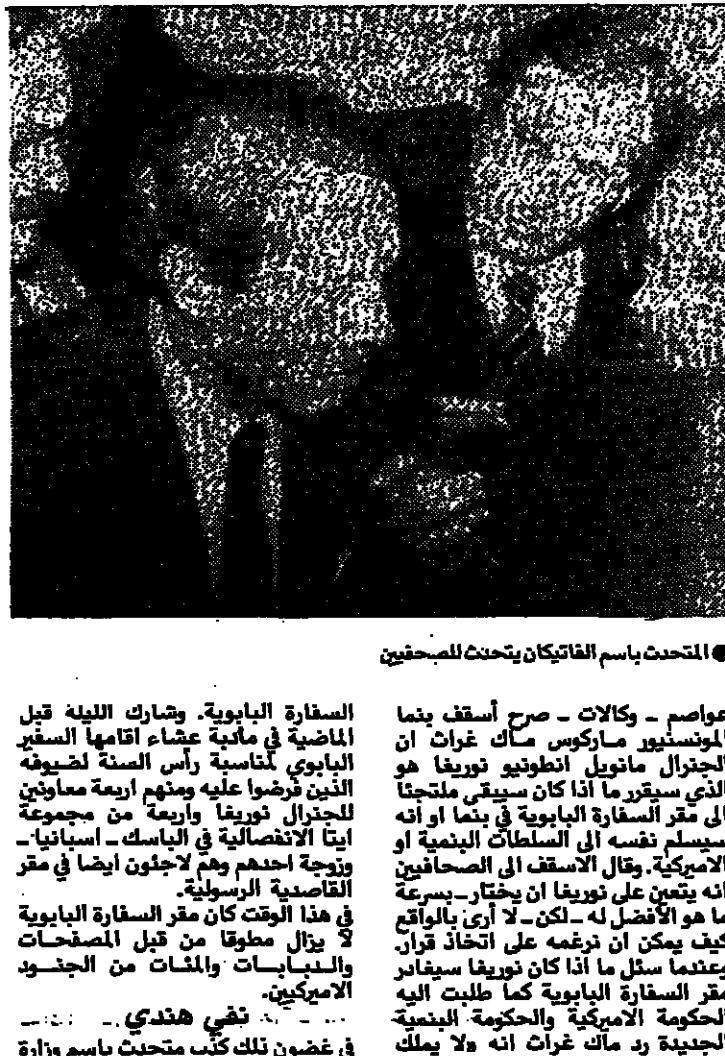 ● المتحدث باسم الفاتيكان يتحدث للصحفيين
عواصم ـ وكالات ـ صرح أسقف بنما
المونسنيور ماركوس ماك غراث ان
الجنرال مانويل انطونيو نوريغا هو
الذي سيقرر ما اذا كان سيبقى ملتجئا
الى مقر السفارة البابوية في بنما او انه
سيسلم نفسه الى السلطات البنمية او
الاميركية. وقال الاسقف الى الصحافيين
انه يتعين على نوريغا ان يختار ـ بسرعة
ما هو الأفضل له ـ لكن ـ لا أرى بالواقع
كيف يمكن ان نرغمه على اتخاذ قرار.
وعندما سئل ما اذا كان نوريغا سيغادر
مقر السفارة البابوية كما طلبت اليه
الحكومة الاميركية والحكومة البنمية
الجديدة رد ماك غراث انه «لا يملك
السفارة البابوية. وشارك الليلة قبل
الماضية في مأدبة عشاء اقامها السفير
البابوي لمناسبة رأس السنة لضيوفه
الذين فرضوا عليه ومنهم اربعة معاونين
للجنرال نوريغا واربعة من مجموعة
ايتا الانفصالية في الباسك ـ اسبانيا ـ
وزوجة احدهم وهم لاجئون ايضا في مقر
القاصدية الرسولية.
في هذا الوقت كان مقر السفارة البابوية
لا يزال مطوقا من قبل المصفحات
والدبابات والمئات من الجنود
الاميركيين.
نفي هندي
في غضون ذلك كذب متحدث باسم وزارة